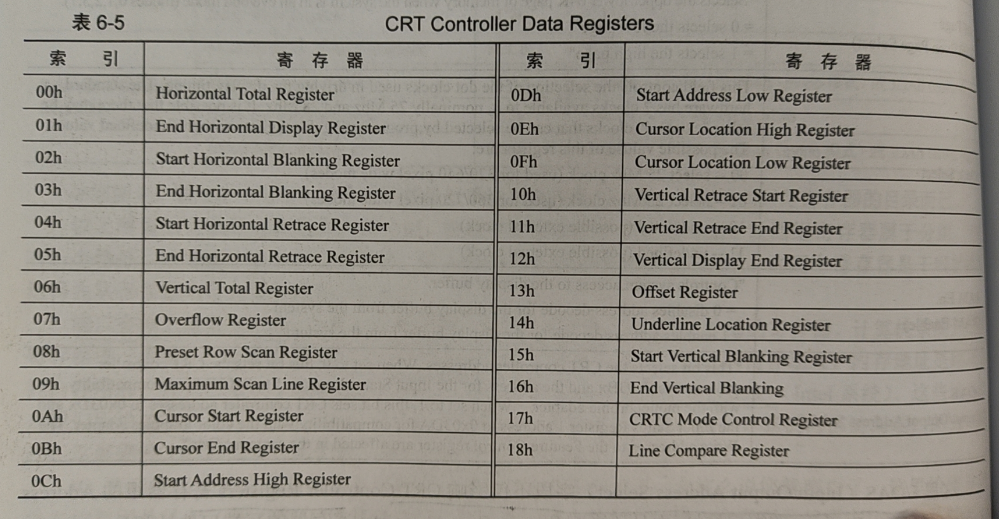 表 6-5 CRT Controller Data Registers
索 引 寄 存 器 索 引 寄 存 器
00h Horizontal Total Register 0Dh Start Address Low Register
01h End Horizontal Display Register 0Eh Cursor Location High Register
02h Start Horizontal Blanking Register 0Fh Cursor Location Low Register
03h End Horizontal Blanking Register 10h Vertical Retrace Start Register
04h Start Horizontal Retrace Register 11h Vertical Retrace End Register
05h End Horizontal Retrace Register 12h Vertical Display End Register
06h Vertical Total Register 13h Offset Register
07h Overflow Register 14h Underline Location Register
08h Preset Row Scan Register 15h Start Vertical Blanking Register
09h Maximum Scan Line Register 16h End Vertical Blanking
0Ah Cursor Start Register 17h CRTC Mode Control Register
0Bh Cursor End Register 18h Line Compare Register
0Ch Start Address High Register